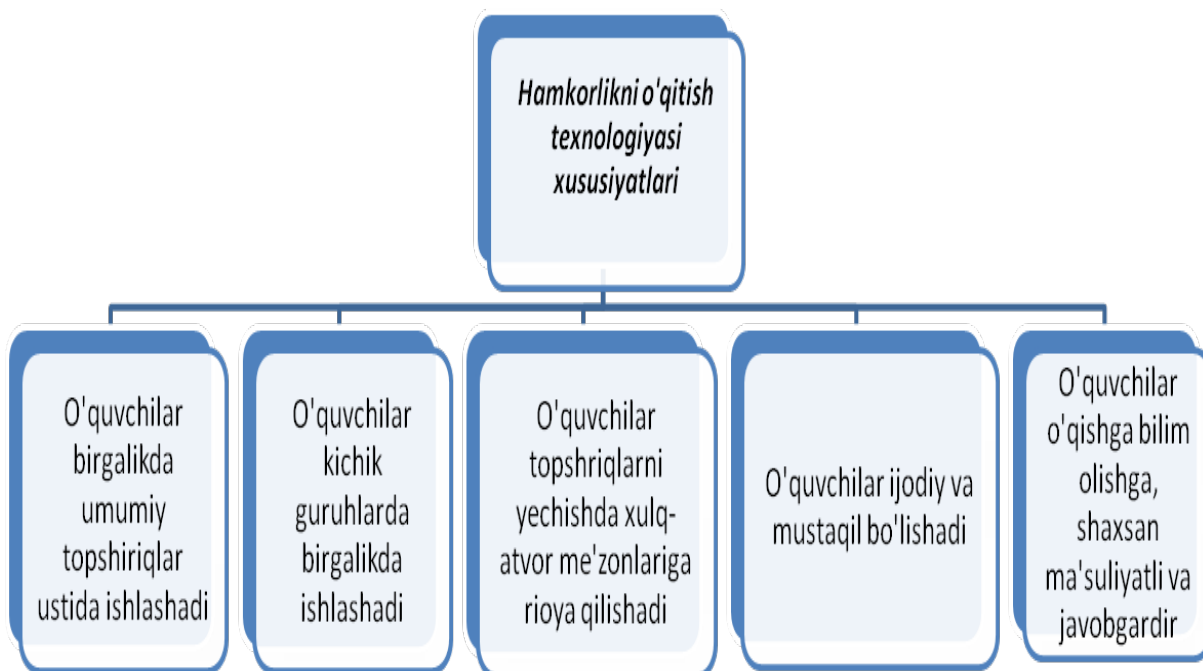 Hamkorlikni o'qitish
texnologiyasi
xususiyatlari
O'quvchilar
birgalikda
umumiy
topshiriqlar
ustida ishlashadi
O'quvchilar
kichik
guruhlarda
birgalikda
ishlashadi
O'quvchilar
topshriqlarni
yechishda xulq-
atvor me'zonlariga
rioya qilishadi
O'quvchilar ijodiy va
mustaqil bo'lishadi
O'quvchilar
o'qishga bilim
olishga,
shaxsan
ma'suliyatli va
javobgardir